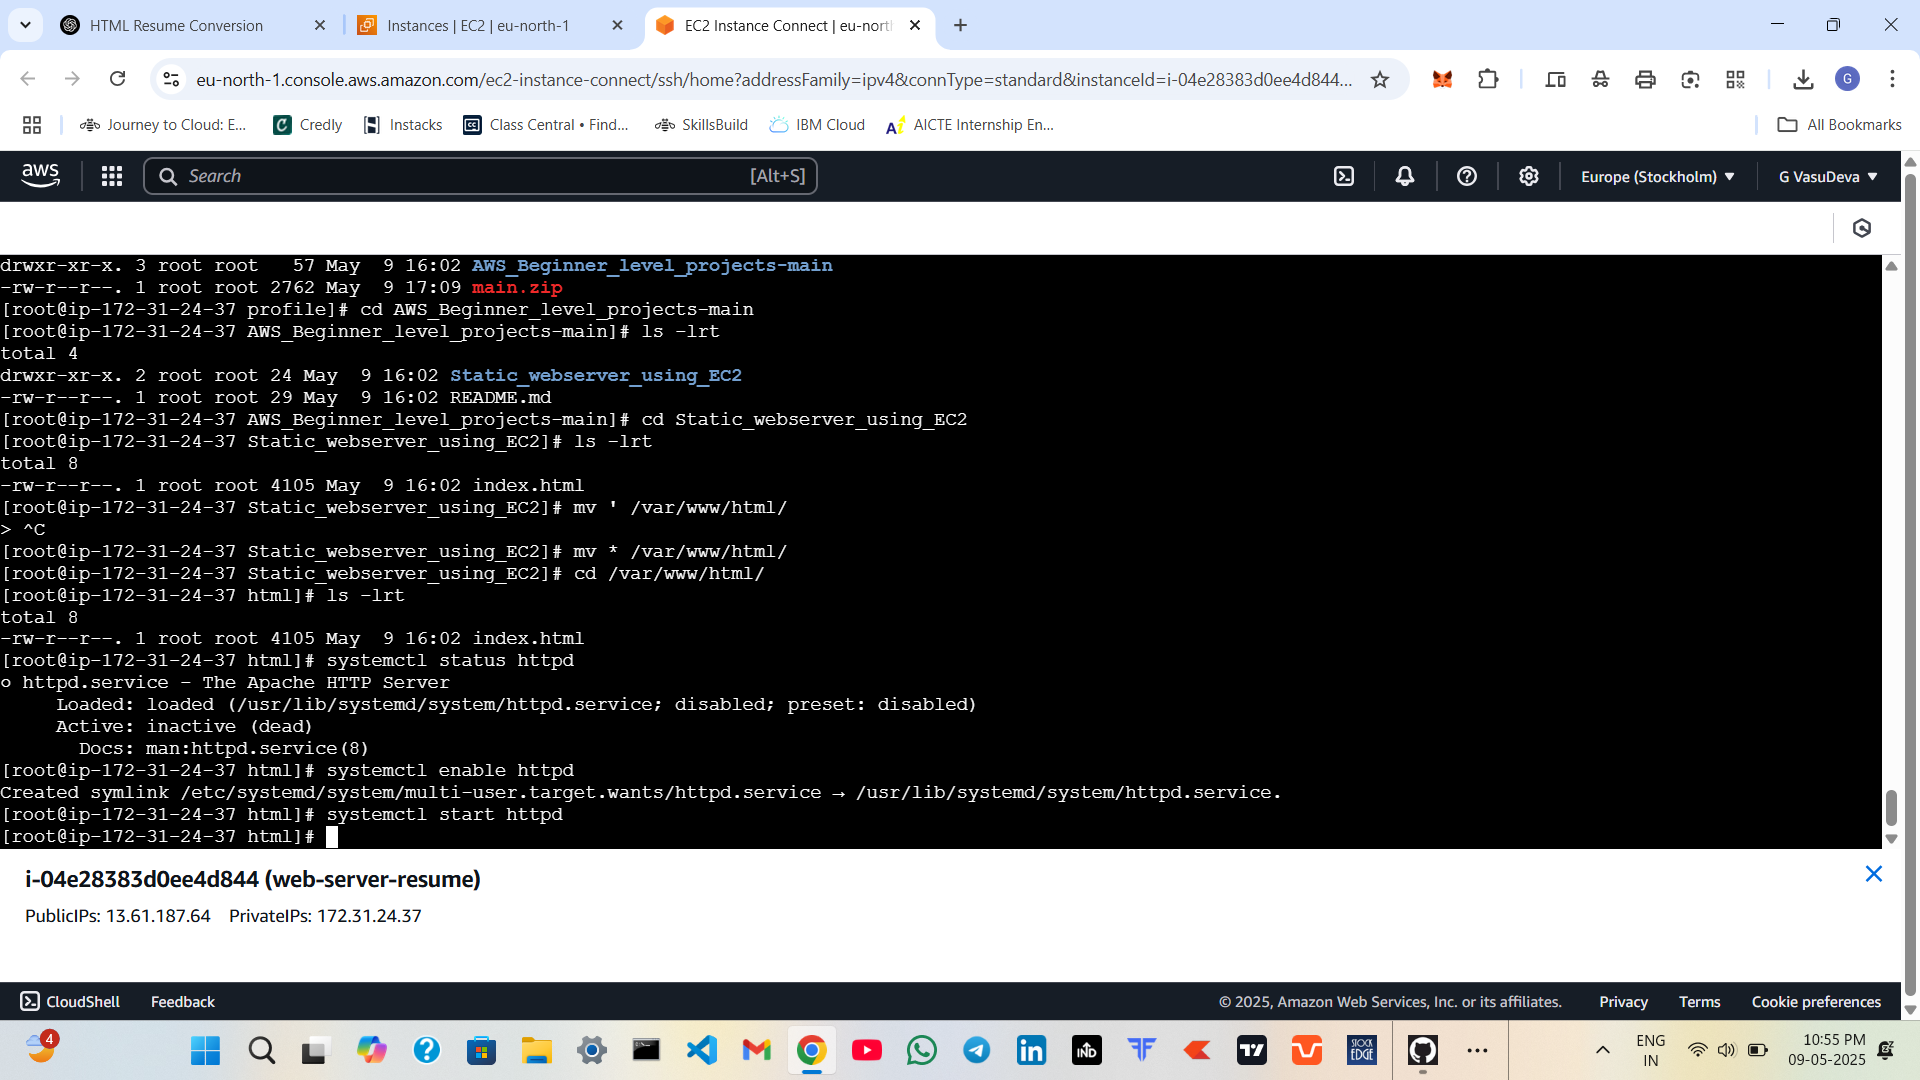 HTML Resume Conversion
Instances | EC2 | eu-north-1
EC2 Instance Connect | eu-nort
eu-north-1.console.aws.amazon.com/ec2-instance-connect/ssh/home?addressFamily=ipv4&connType=standard&instanceId=i-04e28383d0ee4d844...
G
Journey to Cloud: E...
Credly
Instacks
CC
Class Central • Find...
SkillsBuild
IBM Cloud
AICTE Internship En...
All Bookmarks
aws
Search
[Alt+S]
Europe (Stockholm)
G VasuDeva
drwxr-xr-x. 3 root root   57 May  9 16:02 AWS_Beginner_level_projects-main
-rw-r--r--. 1 root root 2762 May  9 17:09 main.zip
[root@ip-172-31-24-37 profile]# cd AWS_Beginner_level_projects-main
[root@ip-172-31-24-37 AWS_Beginner_level_projects-main]# ls -lrt
total 4
drwxr-xr-x. 2 root root 24 May  9 16:02 Static_webserver_using_EC2
-rw-r--r--. 1 root root 29 May  9 16:02 README.md
[root@ip-172-31-24-37 AWS_Beginner_level_projects-main]# cd Static_webserver_using_EC2
[root@ip-172-31-24-37 Static_webserver_using_EC2]# ls -lrt
total 8
-rw-r--r--. 1 root root 4105 May  9 16:02 index.html
[root@ip-172-31-24-37 Static_webserver_using_EC2]# mv ' /var/www/html/
> ^C
[root@ip-172-31-24-37 Static_webserver_using_EC2]# mv * /var/www/html/
[root@ip-172-31-24-37 Static_webserver_using_EC2]# cd /var/www/html/
[root@ip-172-31-24-37 html]# ls -lrt
total 8
-rw-r--r--. 1 root root 4105 May  9 16:02 index.html
[root@ip-172-31-24-37 html]# systemctl status httpd
○ httpd.service - The Apache HTTP Server
     Loaded: loaded (/usr/lib/systemd/system/httpd.service; disabled; preset: disabled)
     Active: inactive (dead)
       Docs: man:httpd.service(8)
[root@ip-172-31-24-37 html]# systemctl enable httpd
Created symlink /etc/systemd/system/multi-user.target.wants/httpd.service → /usr/lib/systemd/system/httpd.service.
[root@ip-172-31-24-37 html]# systemctl start httpd
[root@ip-172-31-24-37 html]#
i-04e28383d0ee4d844 (web-server-resume)
PublicIPs: 13.61.187.64    PrivateIPs: 172.31.24.37
CloudShell
Feedback
© 2025, Amazon Web Services, Inc. or its affiliates.
Privacy
Terms
Cookie preferences
4
IND
STOCK EDGE
ENG
IN
10:55 PM
09-05-2025